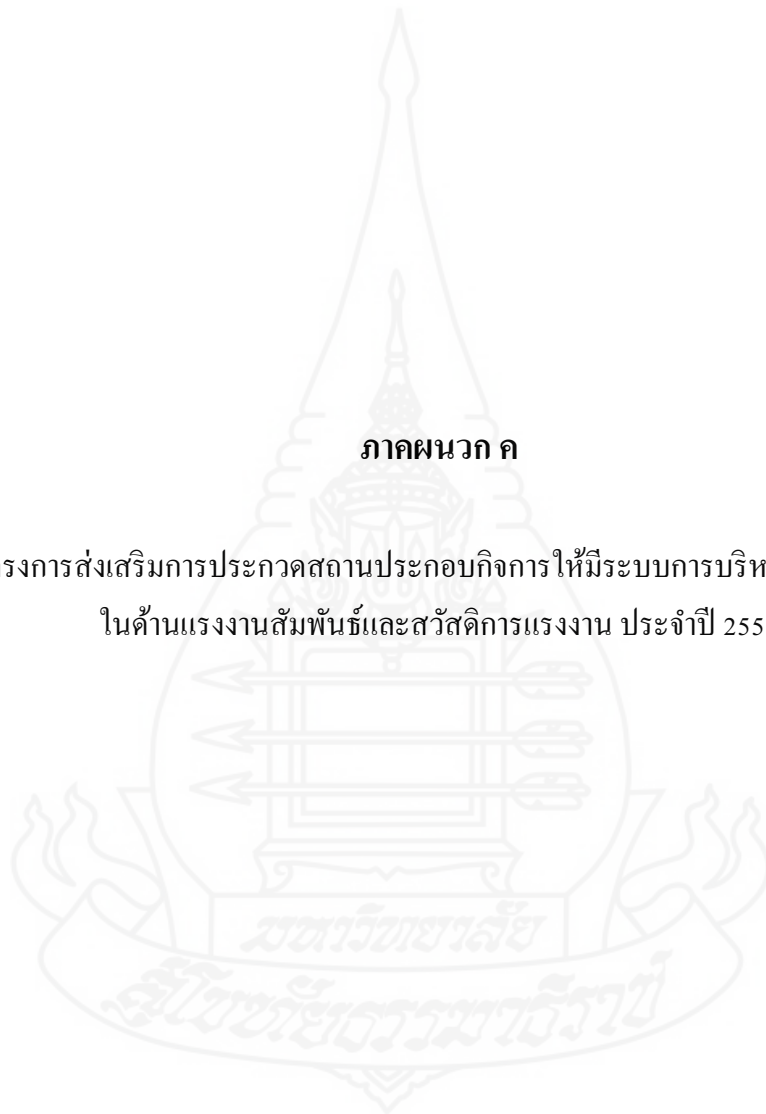 ภาคผนวก ค
รงการส่งเสริมการประกวดสถานประกอบกิจการให้มีระบบการบริห
ในด้านแรงงานสัมพันธ์และสวัสดิการแรงงาน ประจำปี 255
มหาวิทยาลัย
สุโขทัยธรรมาธิราช